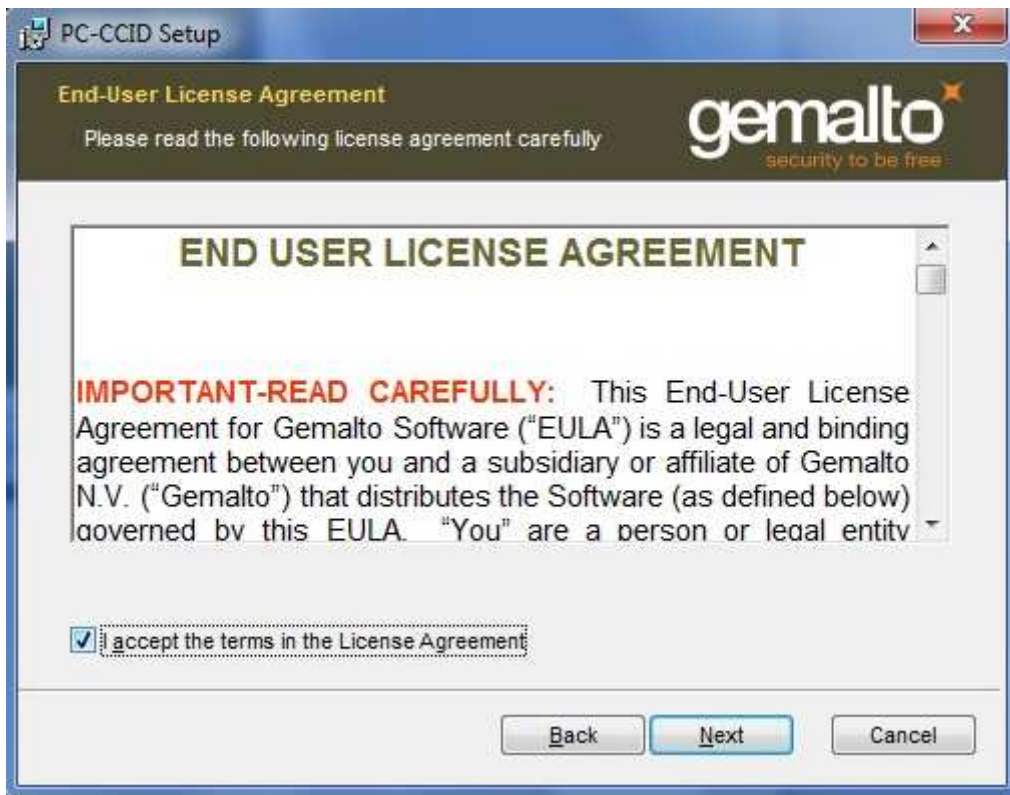 PC-CCID Setup
End-User License Agreement
Please read the following license agreement carefully
gemalto
security to be free
END USER LICENSE AGREEMENT
IMPORTANT-READ CAREFULLY: This End-User License
Agreement for Gemalto Software (“EULA”) is a legal and binding
agreement between you and a subsidiary or affiliate of Gemalto
N.V. (“Gemalto”) that distributes the Software (as defined below)
governed by this EULA. “You” are a person or legal entity
I accept the terms in the License Agreement
Back Next Cancel